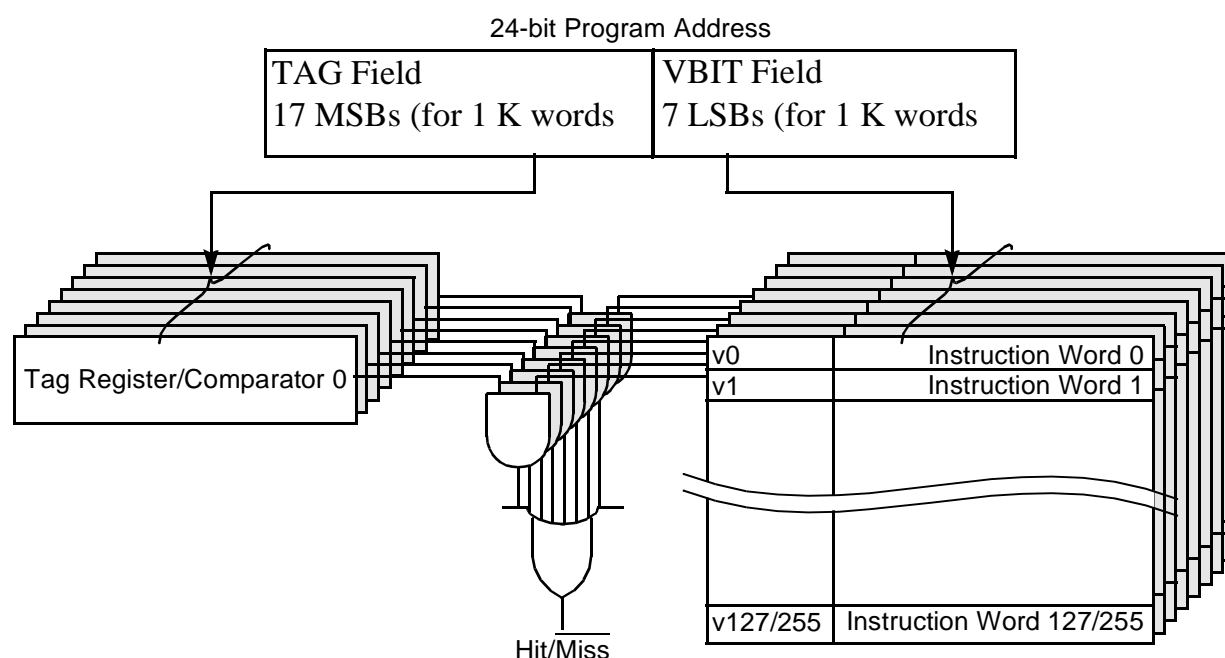 24-bit Program Address
TAG Field
17 MSBs (for 1 K words
VBIT Field
7 LSBs (for 1 K words
Tag Register/Comparator 0
v0 Instruction Word 0
v1 Instruction Word 1
v127/255 Instruction Word 127/255
Hit/Miss